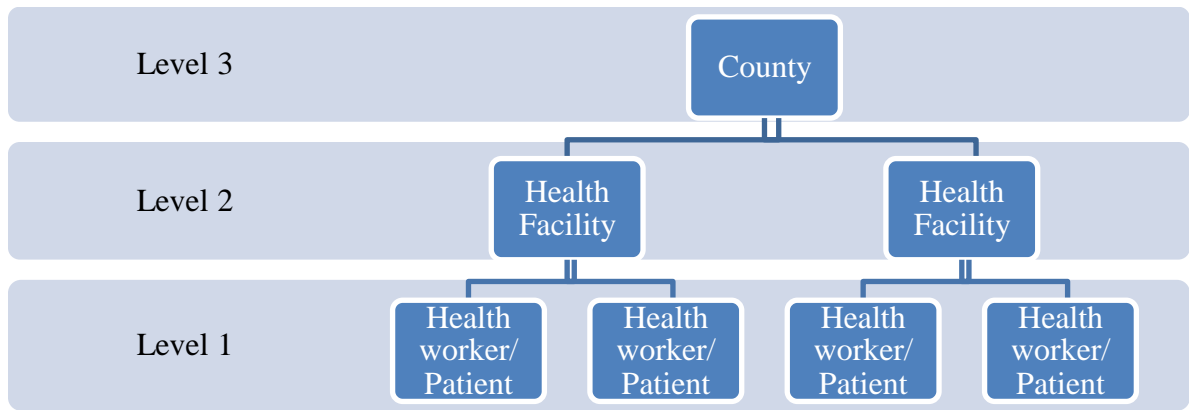 Level 3
County
Level 2
Health
Facility
Health
Facility
Level 1
Health
worker/
Patient
Health
worker/
Patient
Health
worker/
Patient
Health
worker/
Patient